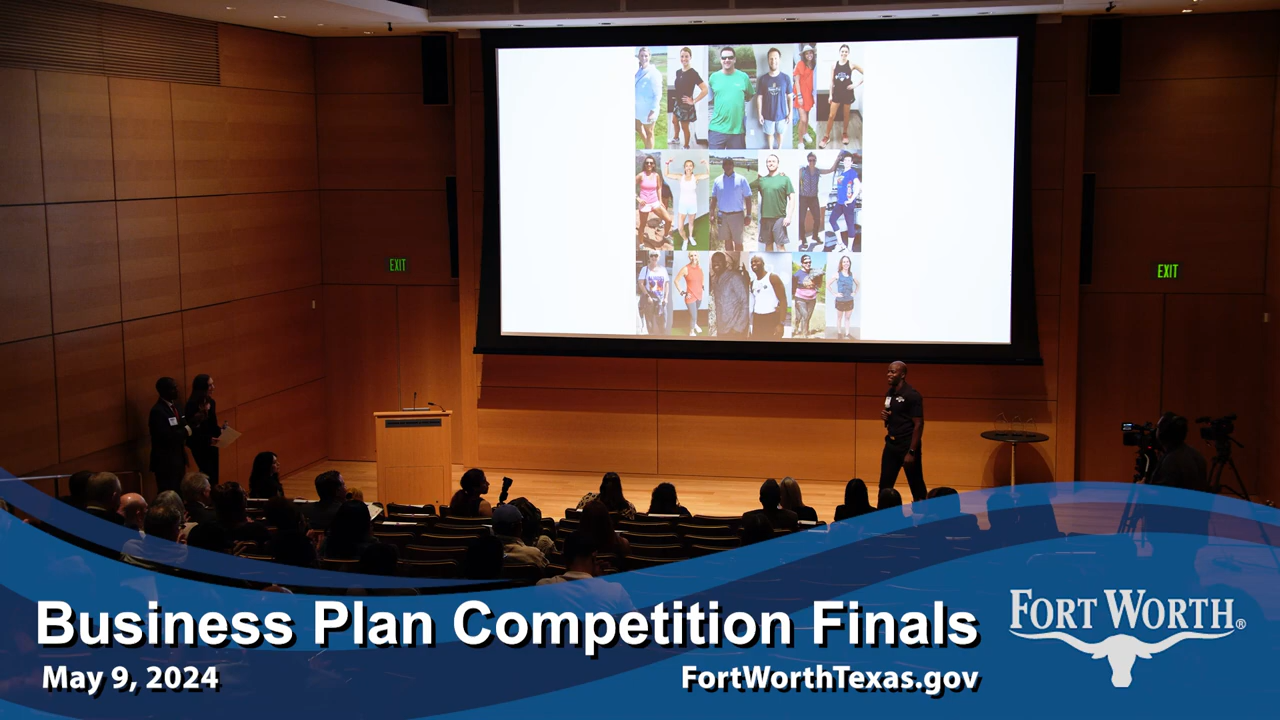 EXIT
EXIT
Business Plan Competition Finals
May 9, 2024
FortWorthTexas.gov
FORT WORTH®